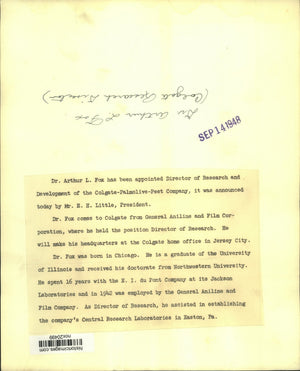 Dr Arthur L Fox
(Colgate Research Director)
SEP 14 1948
Dr. Arthur L. Fox has been appointed Director of Research and
Development of the Colgate-Palmolive-Peet Company, it was announced
today by Mr. E. H. Little, President.
Dr. Fox comes to Colgate from General Aniline and Film Cor-
poration, where he held the position Director of Research. He
will make his headquarters at the Colgate home office in Jersey City.
Dr. Fox was born in Chicago. He is a graduate of the University
of Illinois and received his doctorate from Northwestern University.
He spent 16 years with the E. I. du Pont Company at its Jackson
Laboratories and in 1942 was employed by the General Aniline and
Film Company. As Director of Research, he assisted in establishing
the company's Central Research Laboratories in Easton, Pa.